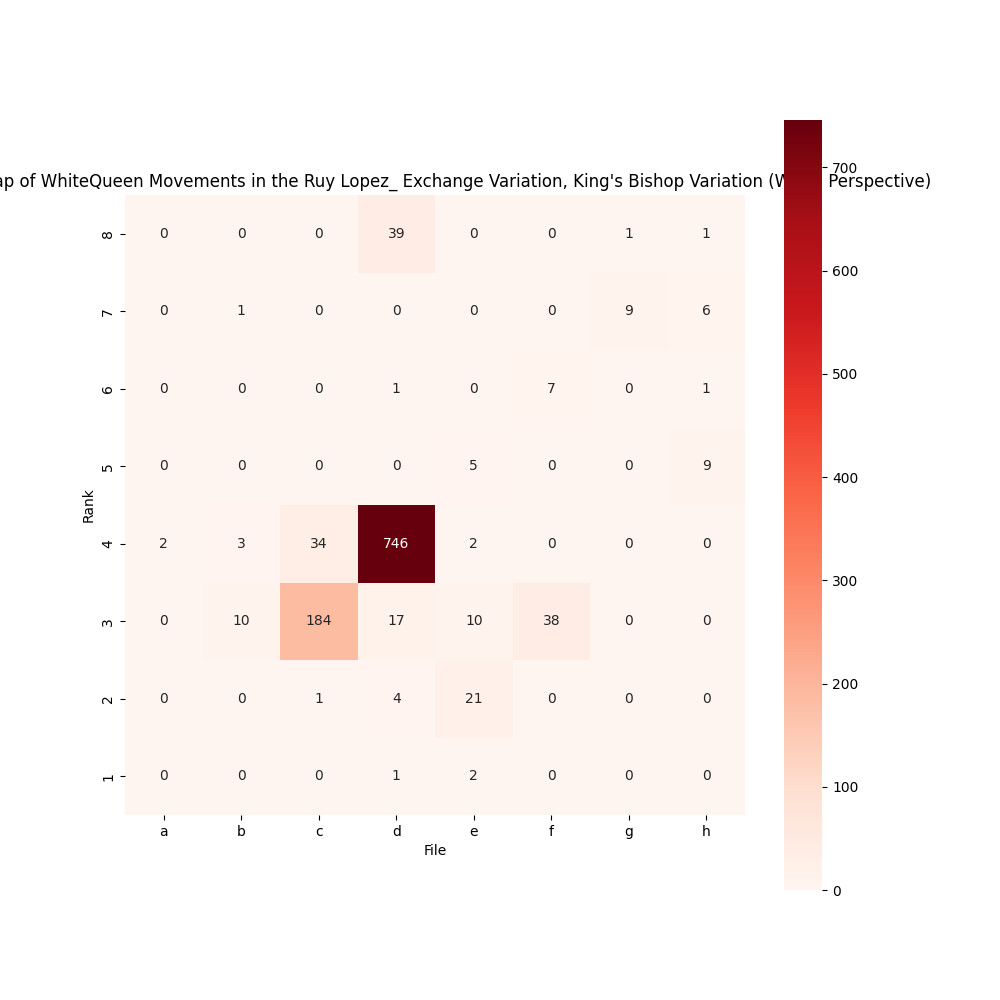 ap of WhiteQueen Movements in the Ruy Lopez_ Exchange Variation, King's Bishop Variation (W Perspective)
700
8 0 0 0 39 0 0 1 1
600
7 0 1 0 0 0 0 9 6
500
6 0 0 0 1 0 7 0 1
400
5 0 0 0 0 5 0 0 9
Rank
4 2 3 34 746 2 0 0 0
300
3 0 10 184 17 10 38 0 0
200
2 0 0 1 4 21 0 0 0
100
1 0 0 0 1 2 0 0 0
a b c d e f g h
File
0